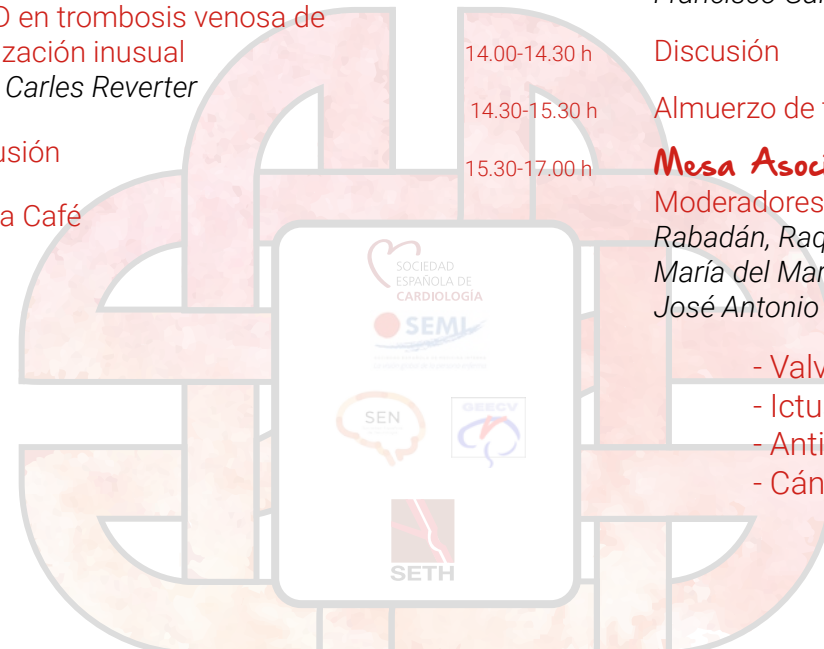 D en trombosis venosa de
zación inusual
Carles Reverter
usión
a Café
14.00-14.30 h Discusión
14.30-15.30 h Almuerzo de
15.30-17.00 h Mesa Asoci
Moderadores
Rabadán, Raq
María del Mar
José Antonio
- Valv
- Ictu
- Anti
- Cán
SOCIEDAD
ESPAÑOLA DE
CARDIOLOGÍA
SEMI
SEN
GEECV
SETH